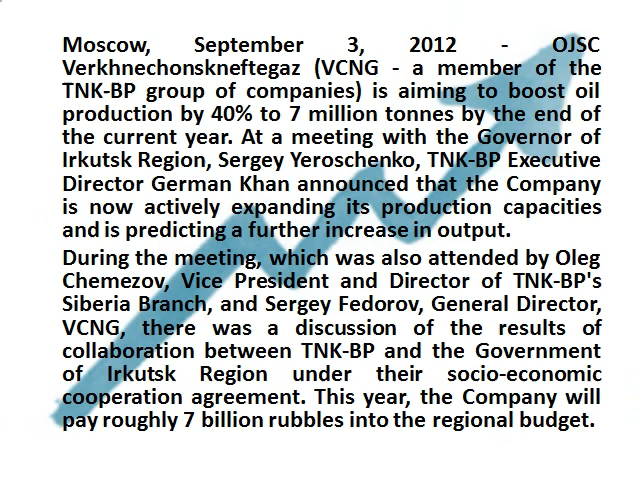 Moscow, September 3, 2012 - OJSC
Verkhnechonskneftegaz (VCNG - a member of the
TNK-BP group of companies) is aiming to boost oil
production by 40% to 7 million tonnes by the end of
the current year. At a meeting with the Governor of
Irkutsk Region, Sergey Yeroschenko, TNK-BP Executive
Director German Khan announced that the Company
is now actively expanding its production capacities
and is predicting a further increase in output.
During the meeting, which was also attended by Oleg
Chemezov, Vice President and Director of TNK-BP's
Siberia Branch, and Sergey Fedorov, General Director,
VCNG, there was a discussion of the results of
collaboration between TNK-BP and the Government
of Irkutsk Region under their socio-economic
cooperation agreement. This year, the Company will
pay roughly 7 billion rubbles into the regional budget.